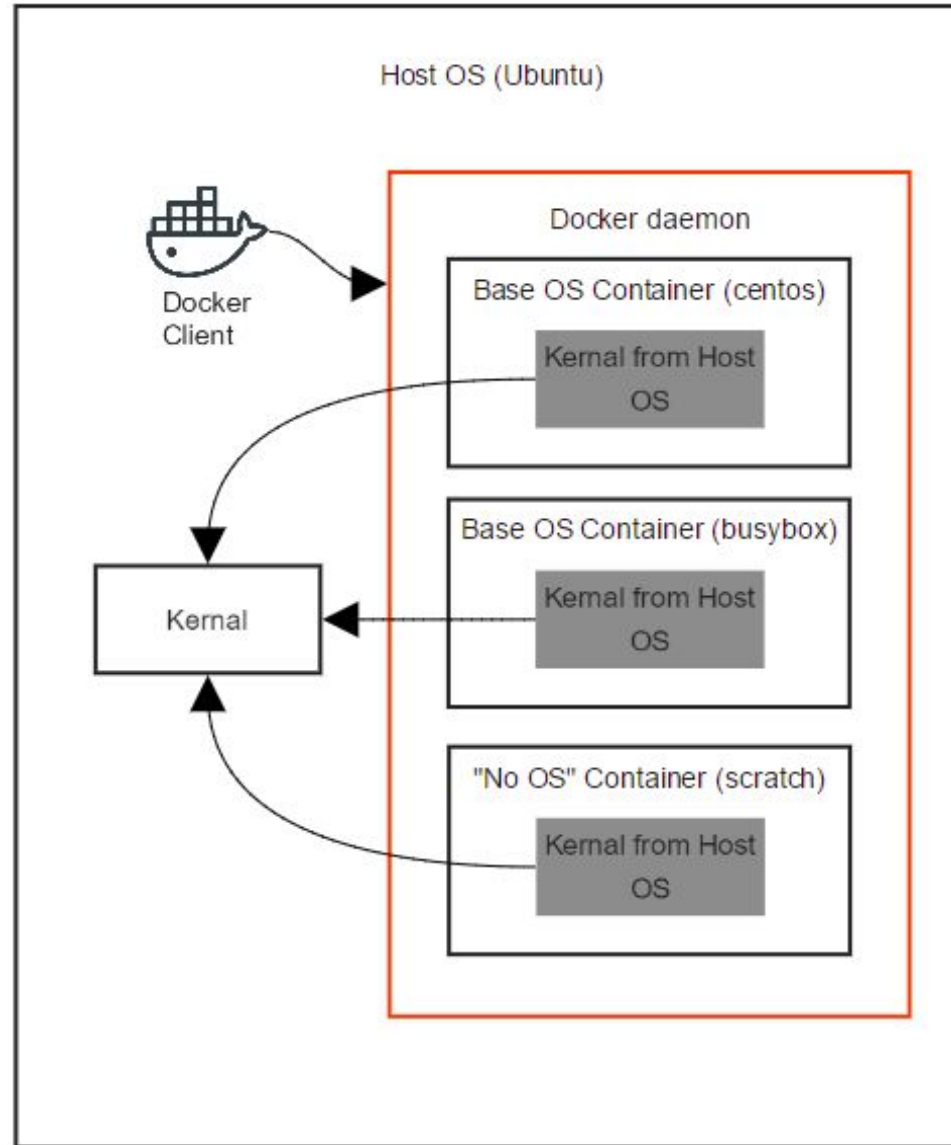 Host OS (Ubuntu)
Docker
Client
Docker daemon
Base OS Container (centos)
Kernal from Host
OS
Kernal
Base OS Container (busybox)
Kernal from Host
OS
"No OS" Container (scratch)
Kernal from Host
OS